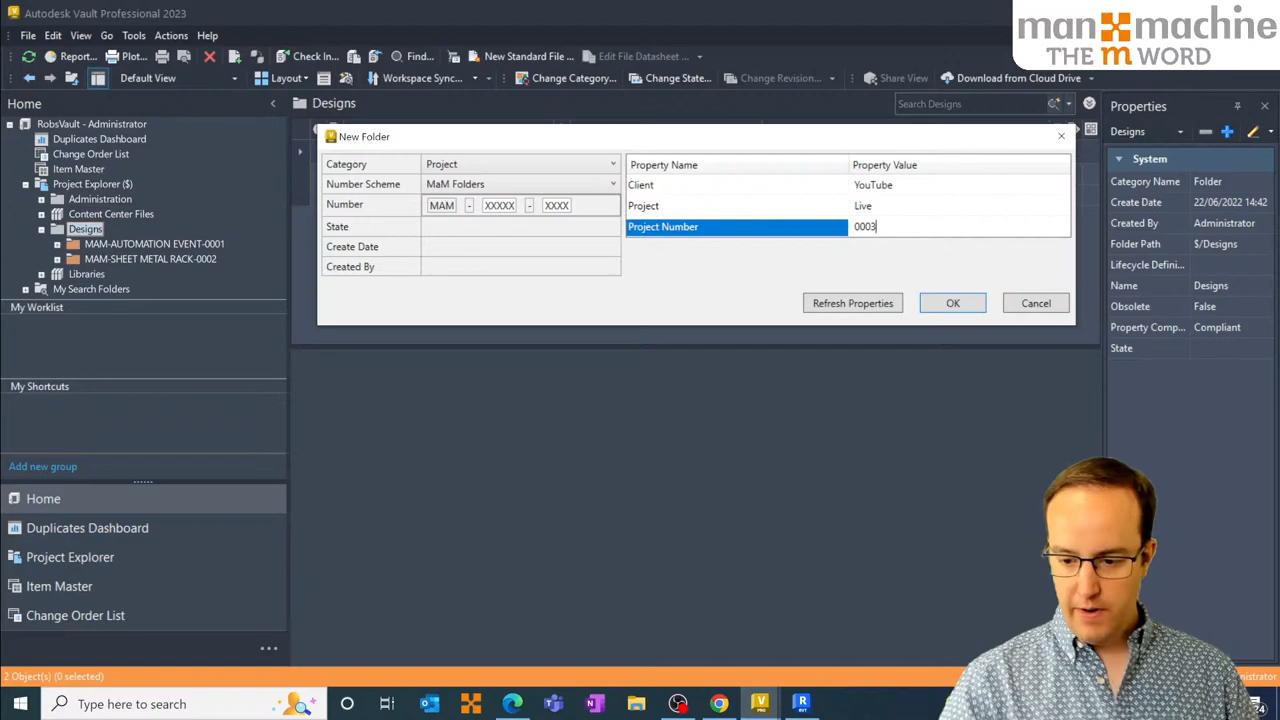 Autodesk Vault Professional 2023
man machine
THE m WORD
File Edit View Go Tools Actions Help
Report... Plot... Check In... Find... New Standard File ... Edit File Datasheet ...
Default View Layout Workspace Sync... Change Category... Change State... Change Revision... Share View Download from Cloud Drive
Home
Designs
Search Designs
Properties
RobsVault - Administrator
Duplicates Dashboard
Change Order List
Item Master
Project Explorer ($)
Administration
Content Center Files
Designs
MAM-AUTOMATION EVENT-0001
MAM-SHEET METAL RACK-0002
Libraries
My Search Folders
My Worklist
My Shortcuts
Add new group
Home
Duplicates Dashboard
Project Explorer
Item Master
Change Order List
New Folder
Category Project
Number Scheme MaM Folders
Number MAM - XXXXX - XXXX
State
Create Date
Created By
Property Name Property Value
Client YouTube
Project Live
Project Number 0003
Refresh Properties OK Cancel
Designs
System
Category Name Folder
Create Date 22/06/2022 14:42
Created By Administrator
Folder Path $/Designs
Lifecycle Defini...
Name Designs
Obsolete False
Property Comp... Compliant
State
2 Object(s) (0 selected)
Type here to search